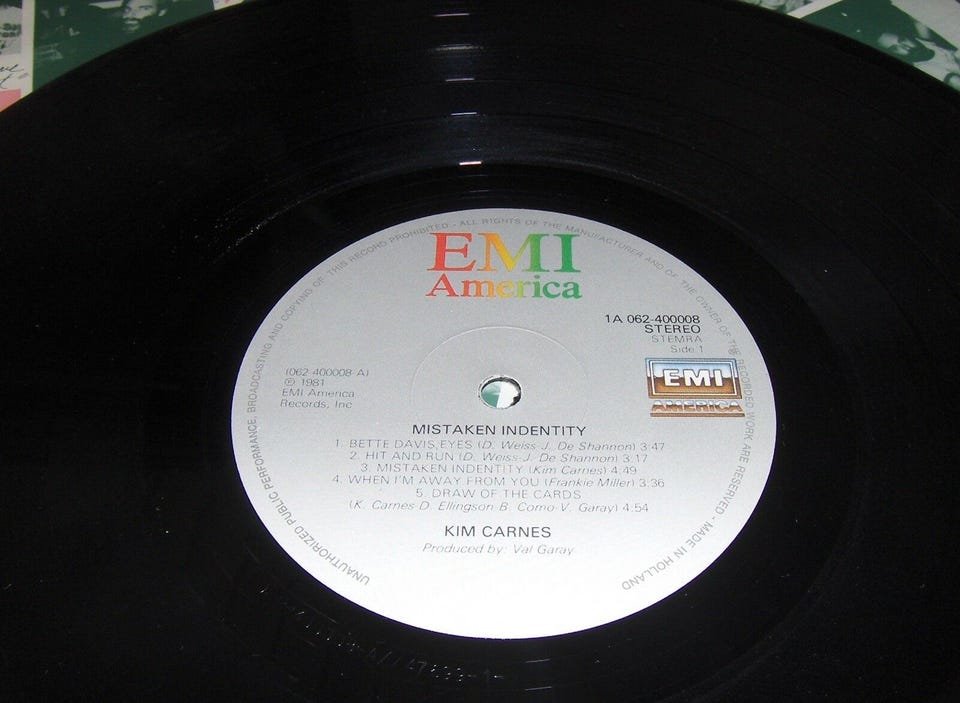 EMI
America
UNAUTHORIZED PUBLIC PERFORMANCE, BROADCASTING AND COPYING OF THIS RECORD PROHIBITED - ALL RIGHTS OF THE MANUFACTURER AND OF THE OWNER OF THE RECORDED WORK ARE RESERVED - MADE IN HOLLAND
1A 062-400008
STEREO
STEMRA
Side 1
EMI
AMERICA
(062-400008-A)
℗ 1981
EMI America
Records, Inc
MISTAKEN INDENTITY
1. BETTE DAVIS,EYES (D. Weiss-J. De Shannon) 3:47
2. HIT AND RUN (D. Weiss-J. De Shannon) 3.17
3. MISTAKEN INDENTITY (Kim Carnes) 4:49
4. WHEN I'M AWAY FROM YOU (Frankie Miller) 3:36
5. DRAW OF THE CARDS
(K. Carnes-D. Ellingson-B. Como-V. Garay) 4:54
KIM CARNES
Produced by: Val Garay